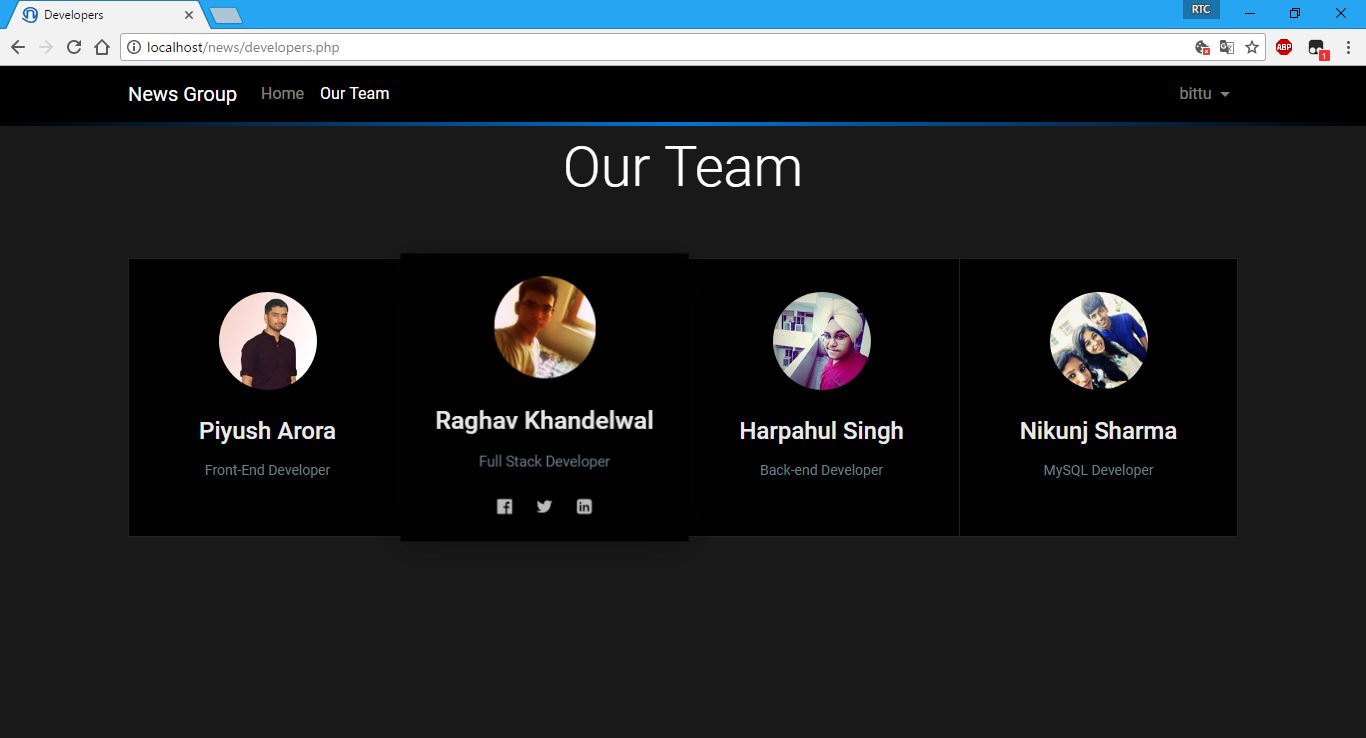 Developers
RTC
localhost/news/developers.php
ABP
1
News Group Home Our Team bittu
Our Team
Piyush Arora
Front-End Developer
Raghav Khandelwal
Full Stack Developer
Harpahul Singh
Back-end Developer
Nikunj Sharma
MySQL Developer